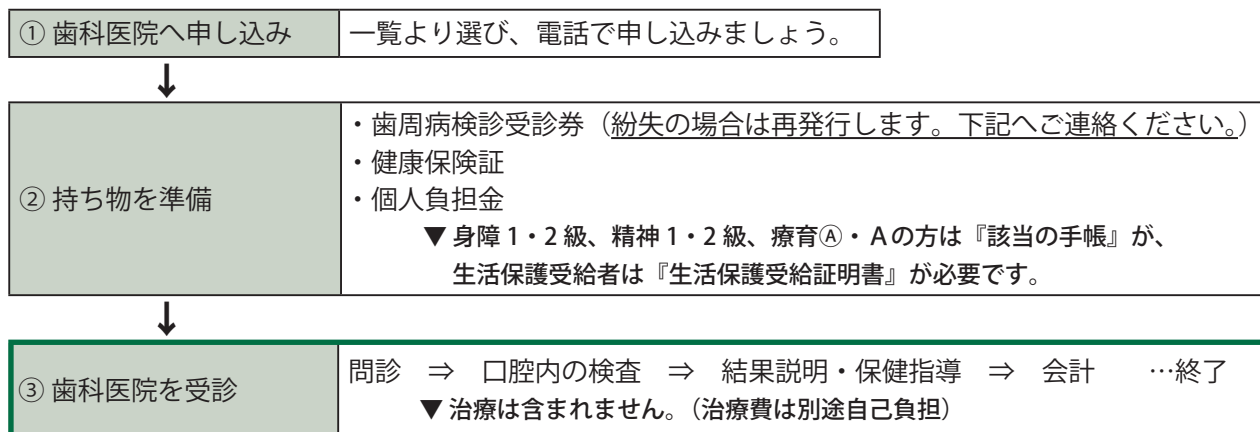 ① 歯科医院へ申し込み
一覧より選び、電話で申し込みましょう。
↓
② 持ち物を準備
・歯周病検診受診券（紛失の場合は再発行します。下記へご連絡ください。）
・健康保険証
・個人負担金
▼ 身障 1・2 級、精神 1・2 級、療育Ⓐ・Ａの方は『該当の手帳』が、
生活保護受給者は『生活保護受給証明書』が必要です。
↓
③ 歯科医院を受診
問診　⇒　口腔内の検査　⇒　結果説明・保健指導　⇒　会計　　…終了
▼ 治療は含まれません。（治療費は別途自己負担）